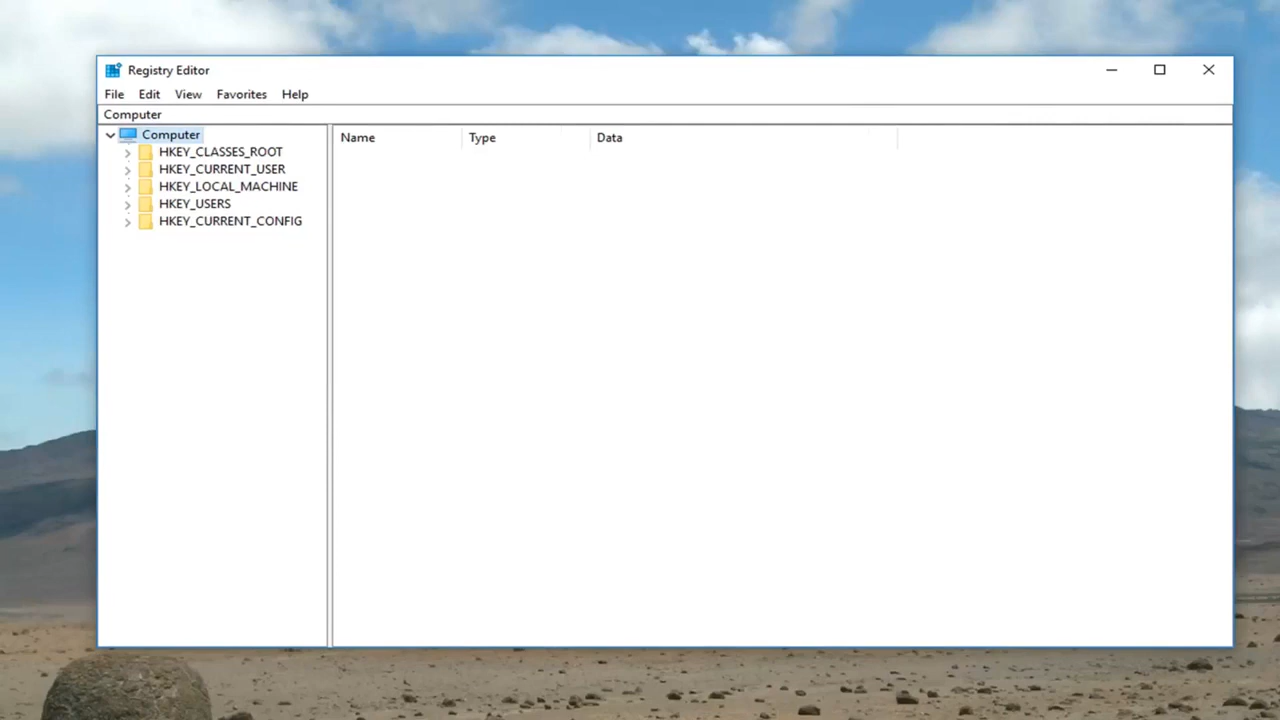 Registry Editor
File Edit View Favorites Help
Computer
Computer
HKEY_CLASSES_ROOT
HKEY_CURRENT_USER
HKEY_LOCAL_MACHINE
HKEY_USERS
HKEY_CURRENT_CONFIG
Name Type Data